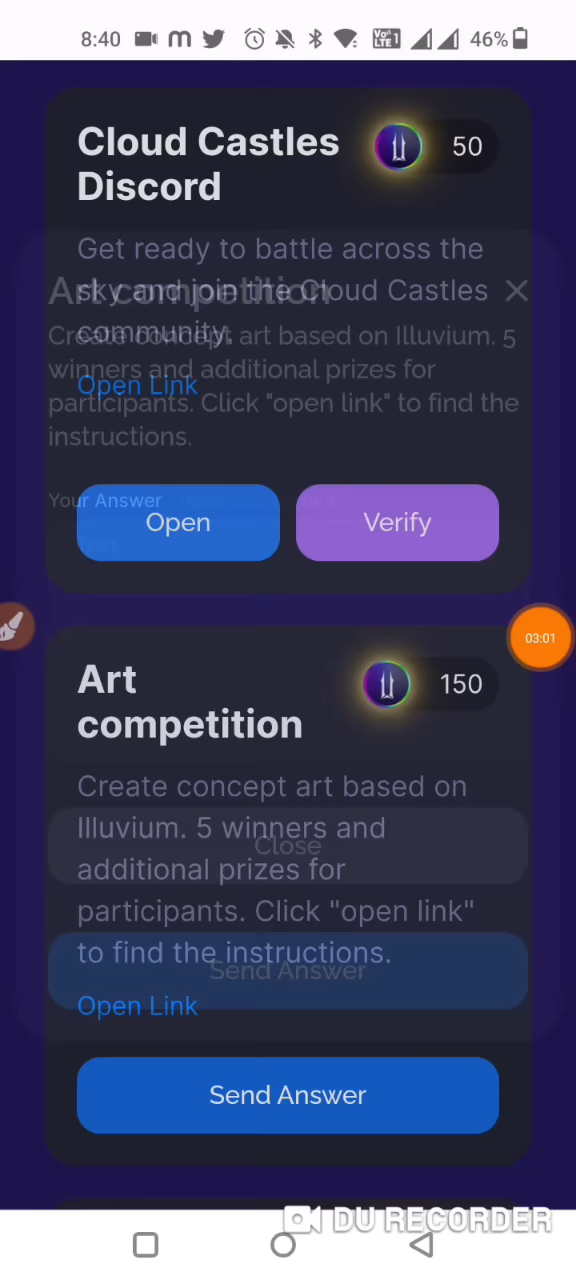 8:40
Vo 1
LTE
46%
Cloud Castles
50
Discord
Get ready to battle across the
sky and join the Cloud Castles
community.
Open Link
Art competition
Create concept art based on Illuvium. 5
winners and additional prizes for
participants. Click "open link" to find the
instructions.
Your Answer
Text
Open
Verify
03:01
Art
150
competition
Create concept art based on
Illuvium. 5 winners and
additional prizes for
participants. Click "open link"
to find the instructions.
Open Link
Close
Send Answer
Send Answer
DU RECORDER